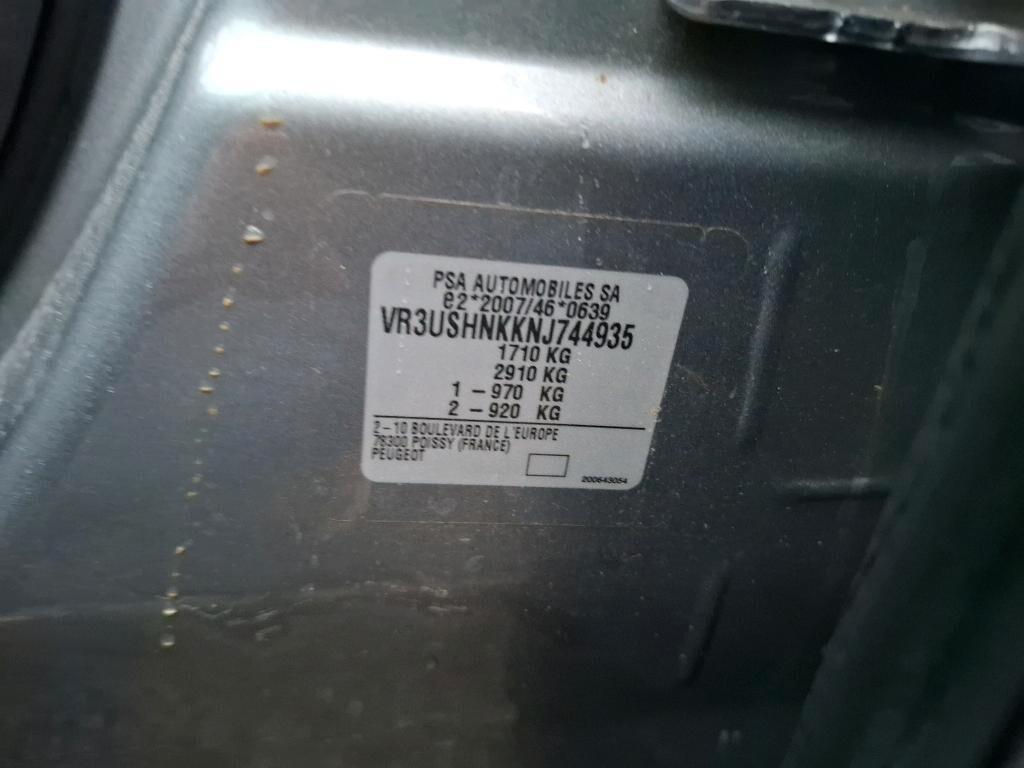 PSA AUTOMOBILES SA
e2*2007/46*0639
VR3USHNKKNJ744935
1710 KG
2910 KG
1 - 970 KG
2 - 920 KG
2 - 10 BOULEVARD DE L'EUROPE
78300 POISSY (FRANCE)
PEUGEOT
200643054